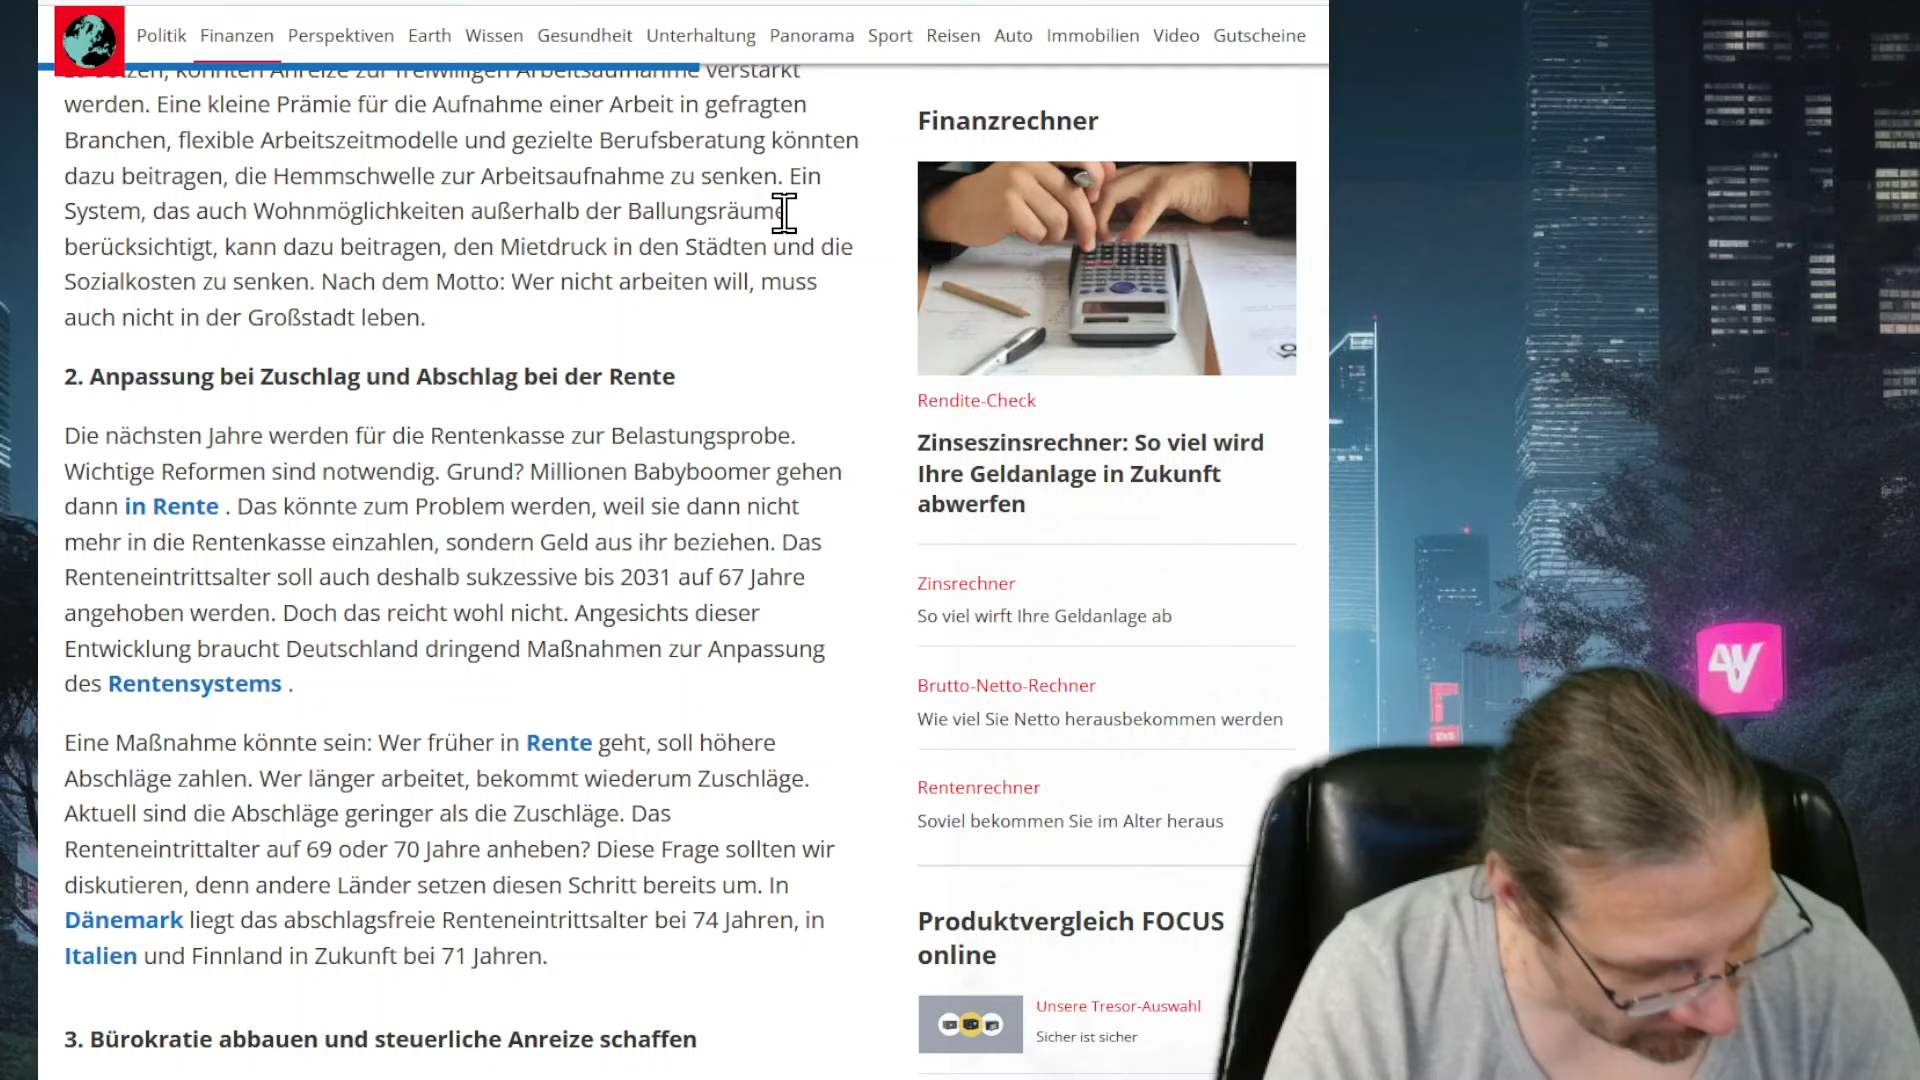 Politik Finanzen Perspektiven Earth Wissen Gesundheit Unterhaltung Panorama Sport Reisen Auto Immobilien Video Gutscheine
zu setzen, könnten Anreize zur freiwilligen Arbeitsaufnahme verstärkt
werden. Eine kleine Prämie für die Aufnahme einer Arbeit in gefragten
Branchen, flexible Arbeitszeitmodelle und gezielte Berufsberatung könnten
dazu beitragen, die Hemmschwelle zur Arbeitsaufnahme zu senken. Ein
System, das auch Wohnmöglichkeiten außerhalb der Ballungsräume
berücksichtigt, kann dazu beitragen, den Mietdruck in den Städten und die
Sozialkosten zu senken. Nach dem Motto: Wer nicht arbeiten will, muss
auch nicht in der Großstadt leben.
2. Anpassung bei Zuschlag und Abschlag bei der Rente
Die nächsten Jahre werden für die Rentenkasse zur Belastungsprobe.
Wichtige Reformen sind notwendig. Grund? Millionen Babyboomer gehen
dann in Rente . Das könnte zum Problem werden, weil sie dann nicht
mehr in die Rentenkasse einzahlen, sondern Geld aus ihr beziehen. Das
Renteneintrittsalter soll auch deshalb sukzessive bis 2031 auf 67 Jahre
angehoben werden. Doch das reicht wohl nicht. Angesichts dieser
Entwicklung braucht Deutschland dringend Maßnahmen zur Anpassung
des Rentensystems .
Eine Maßnahme könnte sein: Wer früher in Rente geht, soll höhere
Abschläge zahlen. Wer länger arbeitet, bekommt wiederum Zuschläge.
Aktuell sind die Abschläge geringer als die Zuschläge. Das
Renteneintrittalter auf 69 oder 70 Jahre anheben? Diese Frage sollten wir
diskutieren, denn andere Länder setzen diesen Schritt bereits um. In
Dänemark liegt das abschlagsfreie Renteneintrittsalter bei 74 Jahren, in
Italien und Finnland in Zukunft bei 71 Jahren.
3. Bürokratie abbauen und steuerliche Anreize schaffen
Finanzrechner
Rendite-Check
Zinseszinsrechner: So viel wird
Ihre Geldanlage in Zukunft
abwerfen
Zinsrechner
So viel wirft Ihre Geldanlage ab
Brutto-Netto-Rechner
Wie viel Sie Netto herausbekommen werden
Rentenrechner
Soviel bekommen Sie im Alter heraus
Produktvergleich FOCUS
online
Unsere Tresor-Auswahl
Sicher ist sicher